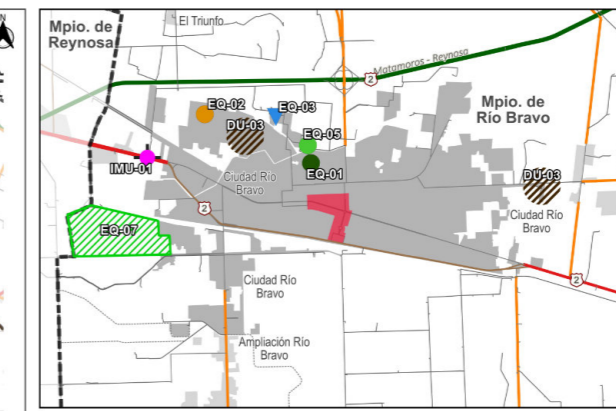 N
El Triunfo
Mpio. de
Reynosa
2
Matamoros - Reynosa
EQ-02
EQ-03
Mpio. de
Río Bravo
DU-03
EQ-05
IMU-01
EQ-01
Ciudad Río
Bravo
DU-03
2
Ciudad Río
Bravo
EQ-07
Ciudad Río
Bravo
2
Ampliación Río
Bravo